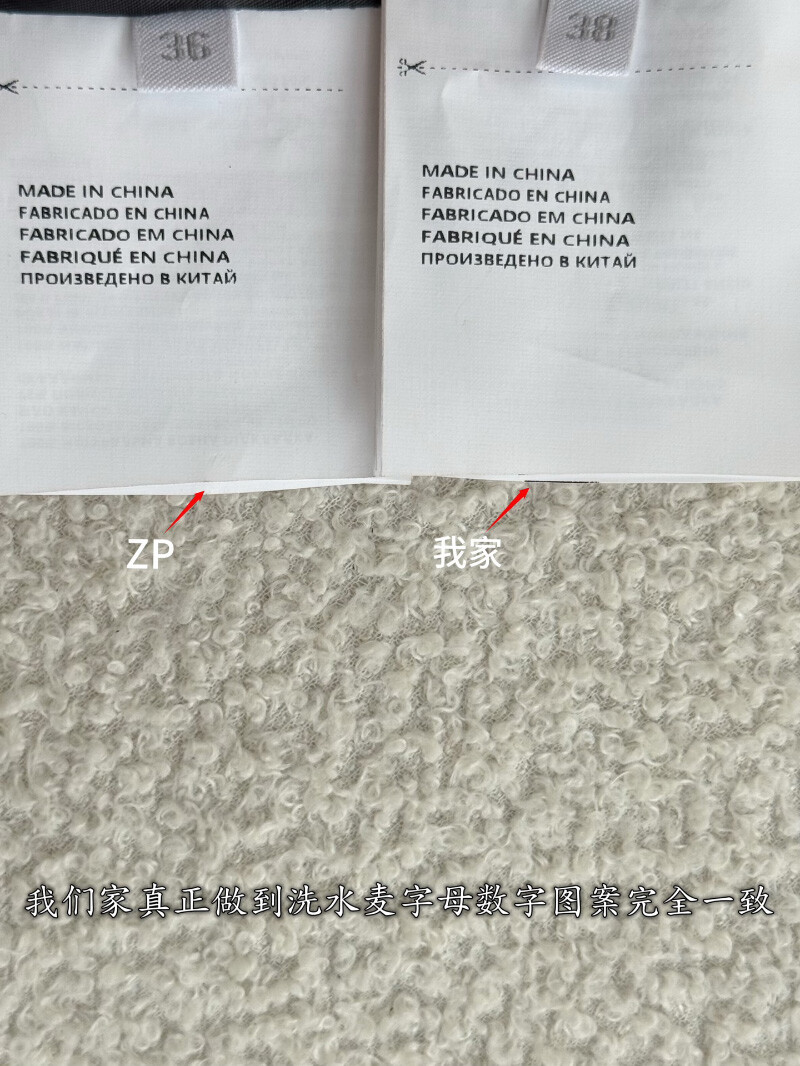 36
MADE IN CHINA
FABRICADO EN CHINA
FABRICADO EM CHINA
FABRIQUÉ EN CHINA
ПРОИЗВЕДЕНО В КИТАЙ
38
MADE IN CHINA
FABRICADO EN CHINA
FABRICADO EM CHINA
FABRIQUÉ EN CHINA
ПРОИЗВЕДЕНО В КИТАЙ
ZP
我家
我们家真正做到洗水麦字母数字图案完全一致